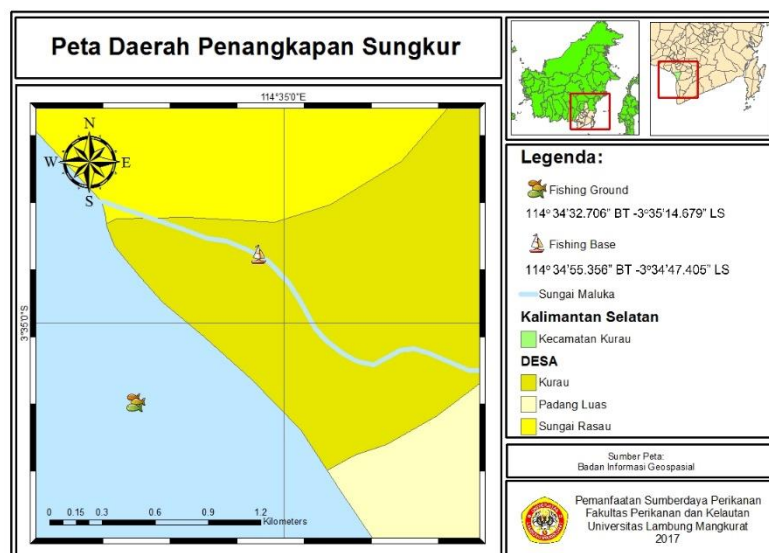 Peta Daerah Penangkapan Sungkur
114°35'0"E
N
W E
S
3°35'0"S
0 0.15 0.3 0.6 0.9 1.2
Kilometers
Legenda:
Fishing Ground
114° 34'32.706" BT -3°35'14.679" LS
Fishing Base
114° 34'55.356" BT -3°34'47.405" LS
Sungai Maluka
Kalimantan Selatan
Kecamatan Kurau
DESA
Kurau
Padang Luas
Sungai Rasau
Sumber Peta:
Badan Informasi Geospasial
Pemanfaatan Sumberdaya Perikanan
Fakultas Perikanan dan Kelautan
Universitas Lambung Mangkurat
2017